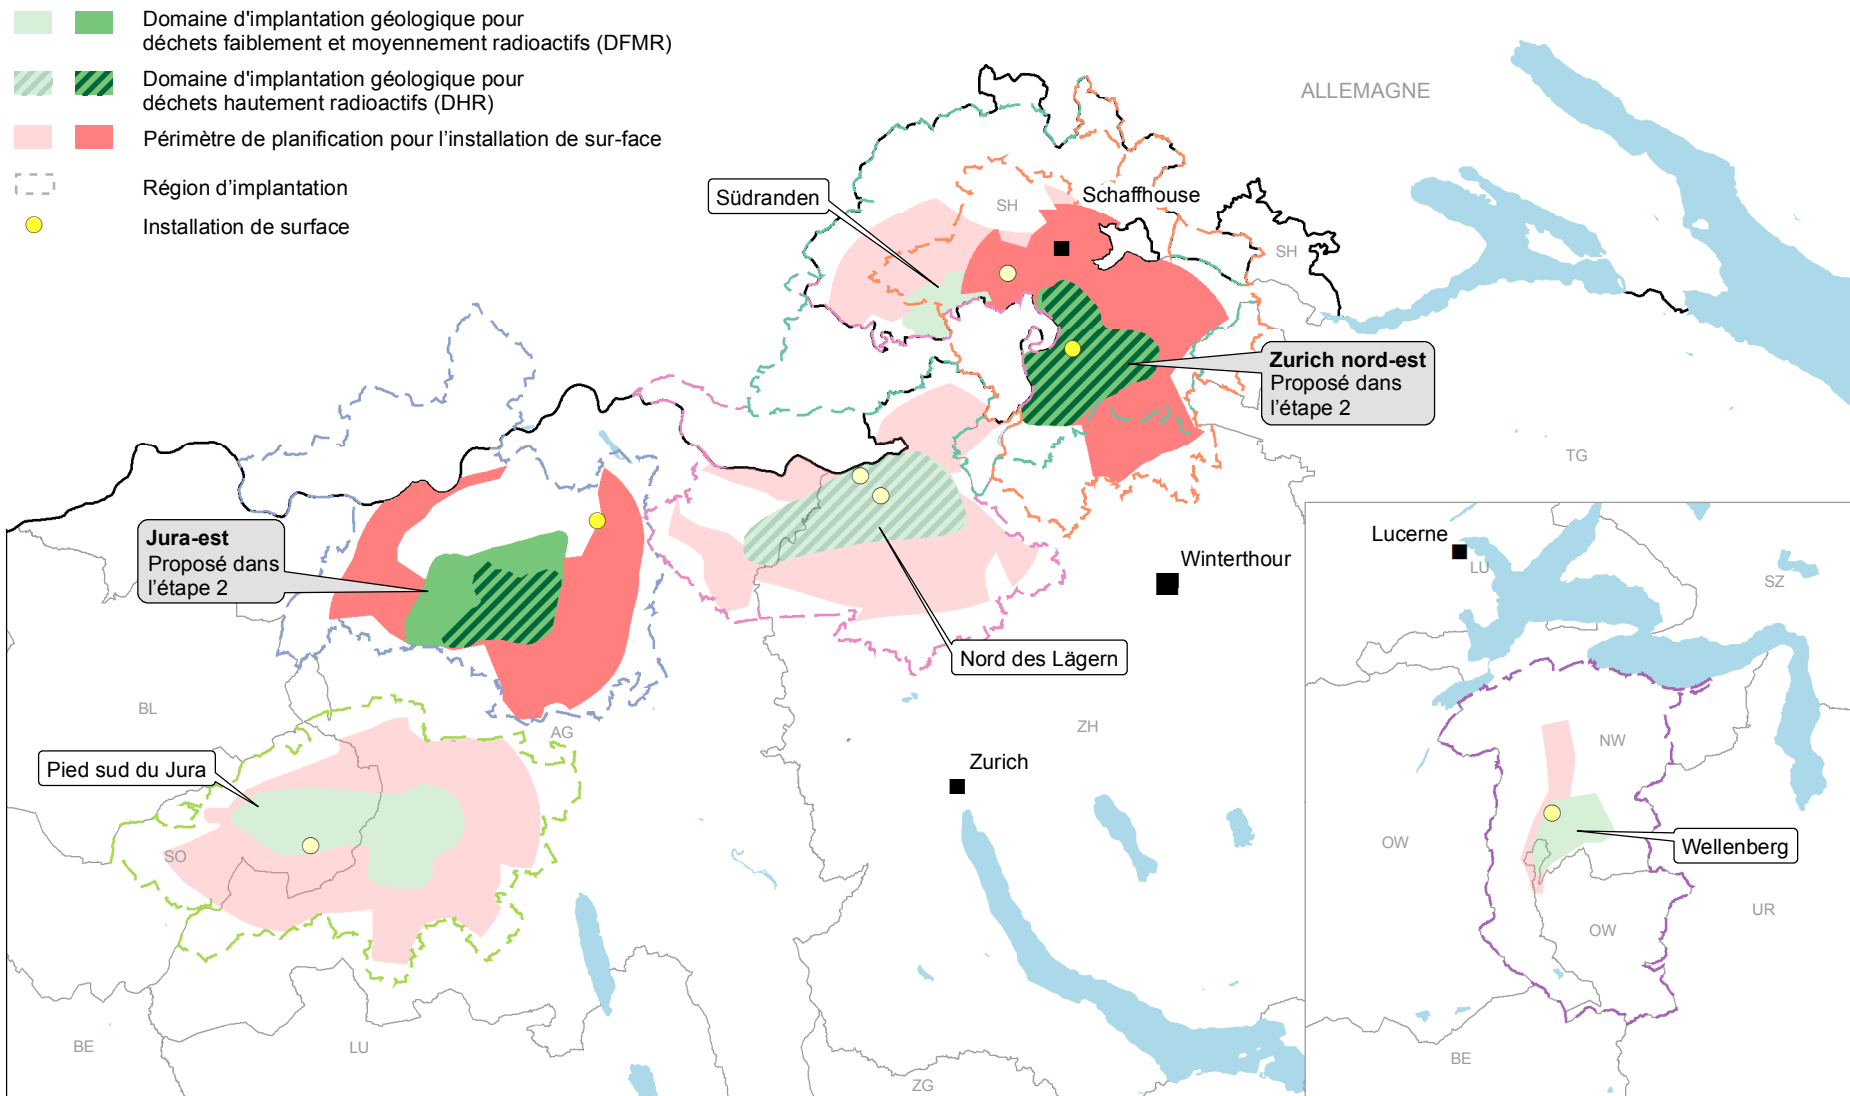 Domaine d'implantation géologique pour
déchets faiblement et moyennement radioactifs (DFMR)
Domaine d'implantation géologique pour
déchets hautement radioactifs (DHR)
Périmètre de planification pour l’installation de sur-face
Région d’implantation
Installation de surface
ALLEMAGNE
Südranden
SH
Schaffhouse
SH
Zurich nord-est
Proposé dans
l’étape 2
TG
Jura-est
Proposé dans
l’étape 2
Winterthour
Nord des Lägern
BL
AG
ZH
Pied sud du Jura
Zurich
SO
BE
LU
ZG
Lucerne
LU
SZ
NW
OW
Wellenberg
UR
OW
BE